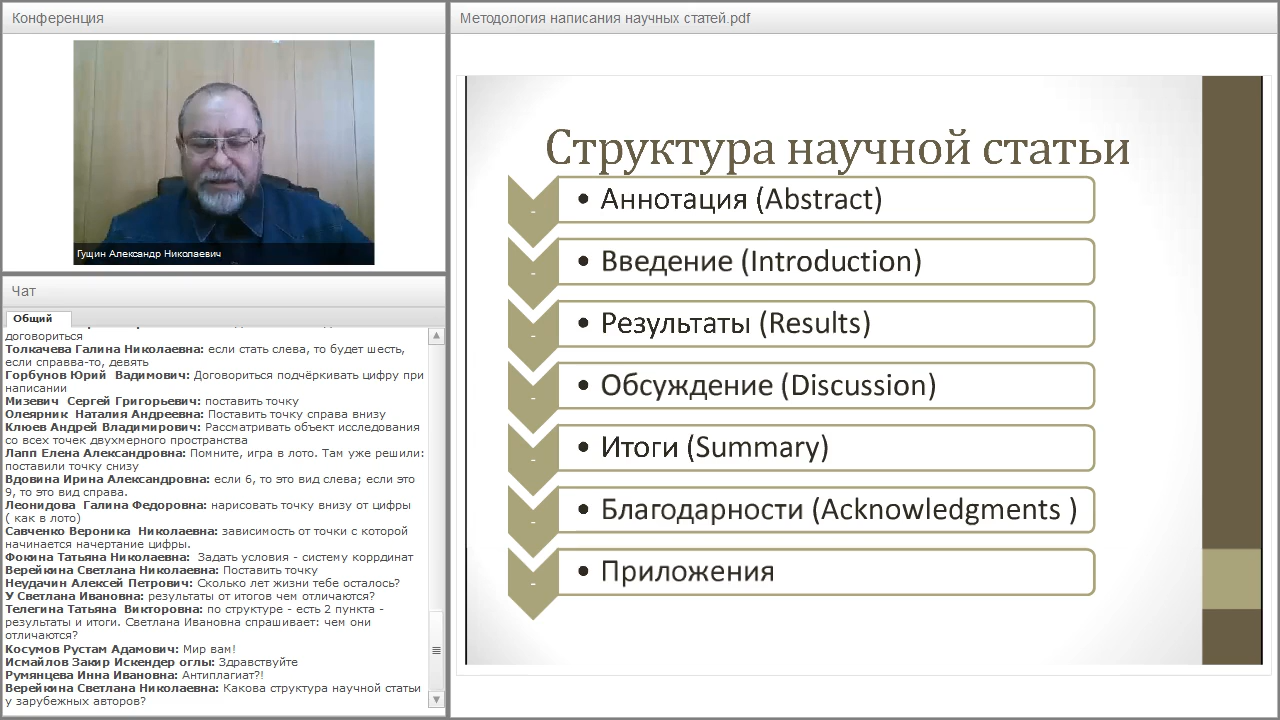 Конференция
Гущин Александр Николаевич
Чат
Общий
договориться
Толкачева Галина Николаевна: если стать слева, то будет шесть,
если справва-то, девять
Горбунов Юрий Вадимович: Договориться подчёркивать цифру при
написании
Мизевич Сергей Григорьевич: поставить точку
Олеярник Наталия Андреевна: Поставить точку справа внизу
Клюев Андрей Владимирович: Рассматривать объект исследования
со всех точек двухмерного пространства
Лапп Елена Александровна: Помните, игра в лото. Там уже решили:
поставили точку снизу
Вдовина Ирина Александровна: если 6, то это вид слева; если это
9, то это вид справа.
Леонидова Галина Федоровна: нарисовать точку внизу от цифры
( как в лото)
Савченко Вероника Николаевна: зависимость от точки с которой
начинается начертание цифры.
Фокина Татьяна Николаевна: Задать условия - систему корднинат
Верейкина Светлана Николаевна: Поставить точку
Неудачин Алексей Петрович: Сколько лет жизни тебе осталось?
У Светлана Ивановна: результаты от итогов чем отличаются?
Телегина Татьяна Викторовна: по структуре - есть 2 пункта -
результаты и итоги. Светлана Ивановна спрашивает: чем они
отличаются?
Косумов Рустам Адамович: Мир вам!
Исмайлов Закир Искендер оглы: Здравствуйте
Румянцева Инна Ивановна: Антиплагиат?!
Верейкина Светлана Николаевна: Какова структура научной статьи
у зарубежных авторов?
Методология написания научных статей.pdf
Структура научной статьи
- • Аннотация (Abstract)
- • Введение (Introduction)
- • Результаты (Results)
- • Обсуждение (Discussion)
- • Итоги (Summary)
- • Благодарности (Acknowledgments )
- • Приложения